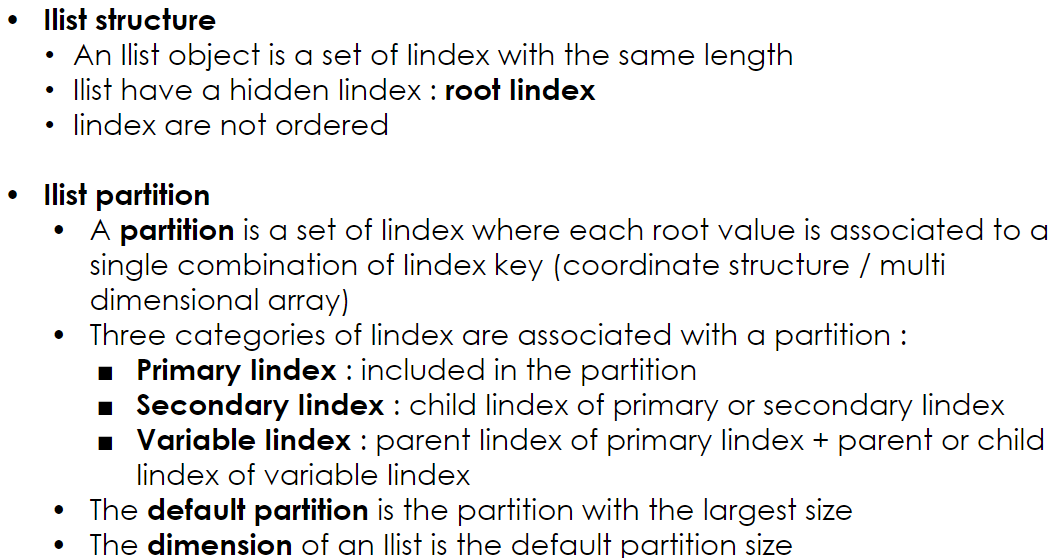 • Ilist structure
• An Ilist object is a set of Iindex with the same length
• Ilist have a hidden Iindex : root Iindex
• Iindex are not ordered
• Ilist partition
• A partition is a set of Iindex where each root value is associated to a
single combination of Iindex key (coordinate structure / multi
dimensional array)
• Three categories of Iindex are associated with a partition :
■ Primary Iindex : included in the partition
■ Secondary Iindex : child Iindex of primary or secondary Iindex
■ Variable Iindex : parent Iindex of primary Iindex + parent or child
Iindex of variable Iindex
• The default partition is the partition with the largest size
• The dimension of an Ilist is the default partition size